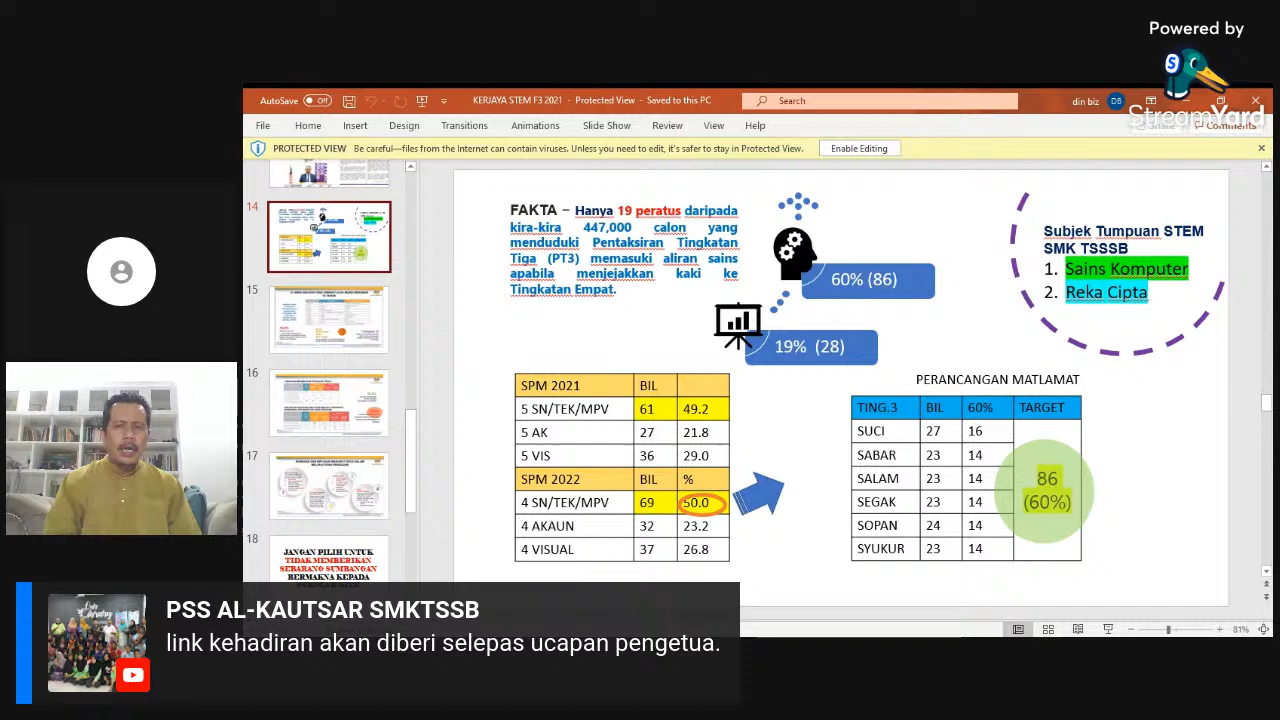 Powered by
StreamYard
AutoSave Off
KERJAYA STEM F3 2021 - Protected View - Saved to this PC
Search
din biz
DB
File Home Insert Design Transitions Animations Slide Show Review View Help
Share Comments
PROTECTED VIEW Be careful—files from the Internet can contain viruses. Unless you need to edit, it's safer to stay in Protected View. Enable Editing
14
15
16
17
18
JANGAN PILIH UNTUK
TIDAK MEMBERIKAN
SEBARANG SUMBANGAN
BERMAKNA KEPADA
FAKTA – Hanya 19 peratus daripada
kira-kira 447,000 calon yang
menduduki Pentaksiran Tingkatan
Tiga (PT3) memasuki aliran sains
apabila menjejakkan kaki ke
Tingkatan Empat.
60% (86)
19% (28)
Subjek Tumpuan STEM
SMK TSSSB
1. Sains Komputer
2. Reka Cipta
SPM 2021 BIL
5 SN/TEK/MPV 61 49.2
5 AK 27 21.8
5 VIS 36 29.0
SPM 2022 BIL %
4 SN/TEK/MPV 69 50.0
4 AKAUN 32 23.2
4 VISUAL 37 26.8
PERANCANGAN MATLAMAT
TING.3 BIL 60% TARGET
SUCI 27 16
SABAR 23 14
SALAM 23 14
SEGAK 23 14
SOPAN 24 14
SYUKUR 23 14
86
(60%)
81%
PSS AL-KAUTSAR SMKTSSB
link kehadiran akan diberi selepas ucapan pengetua.